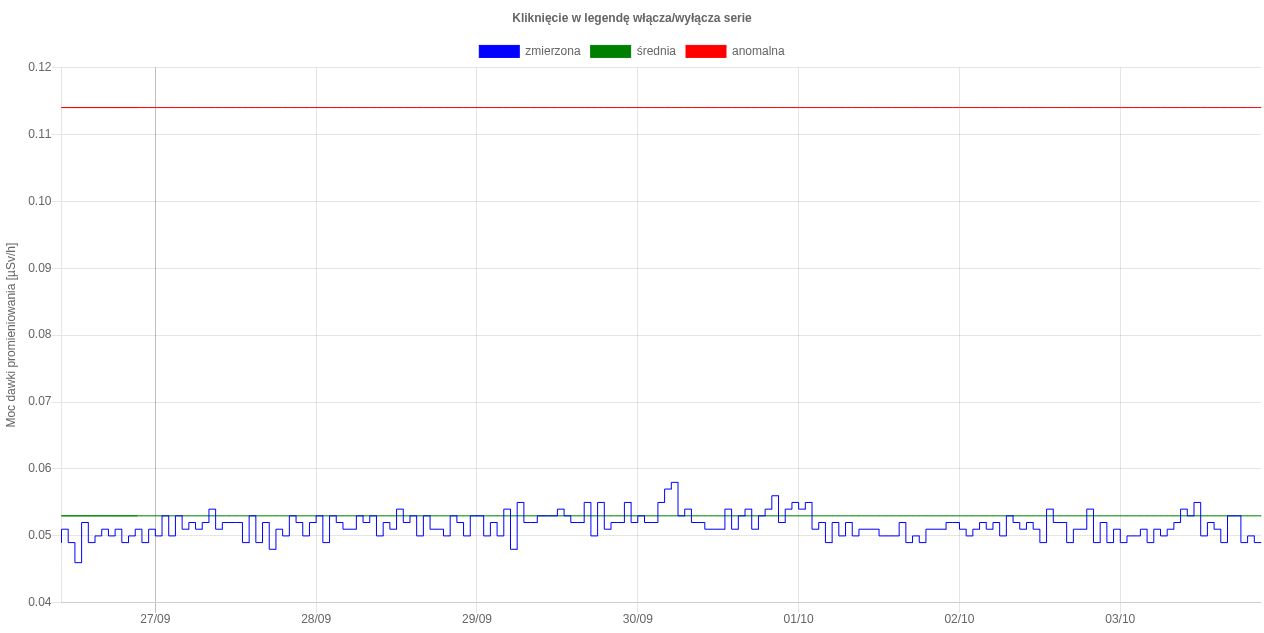 Kliknięcie w legendę włącza/wyłącza serie
zmierzona średnia anomalna
Moc dawki promieniowania [µSv/h]
0.12
0.11
0.10
0.09
0.08
0.07
0.06
0.05
0.04
27/09 28/09 29/09 30/09 01/10 02/10 03/10